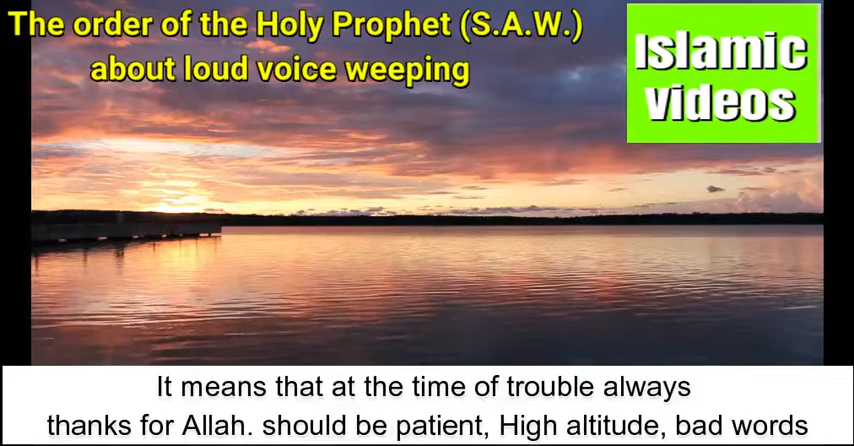 The order of the Holy Prophet (S.A.W.)
about loud voice weeping
Islamic
videos
It means that at the time of trouble always
thanks for Allah. should be patient, High altitude, bad words